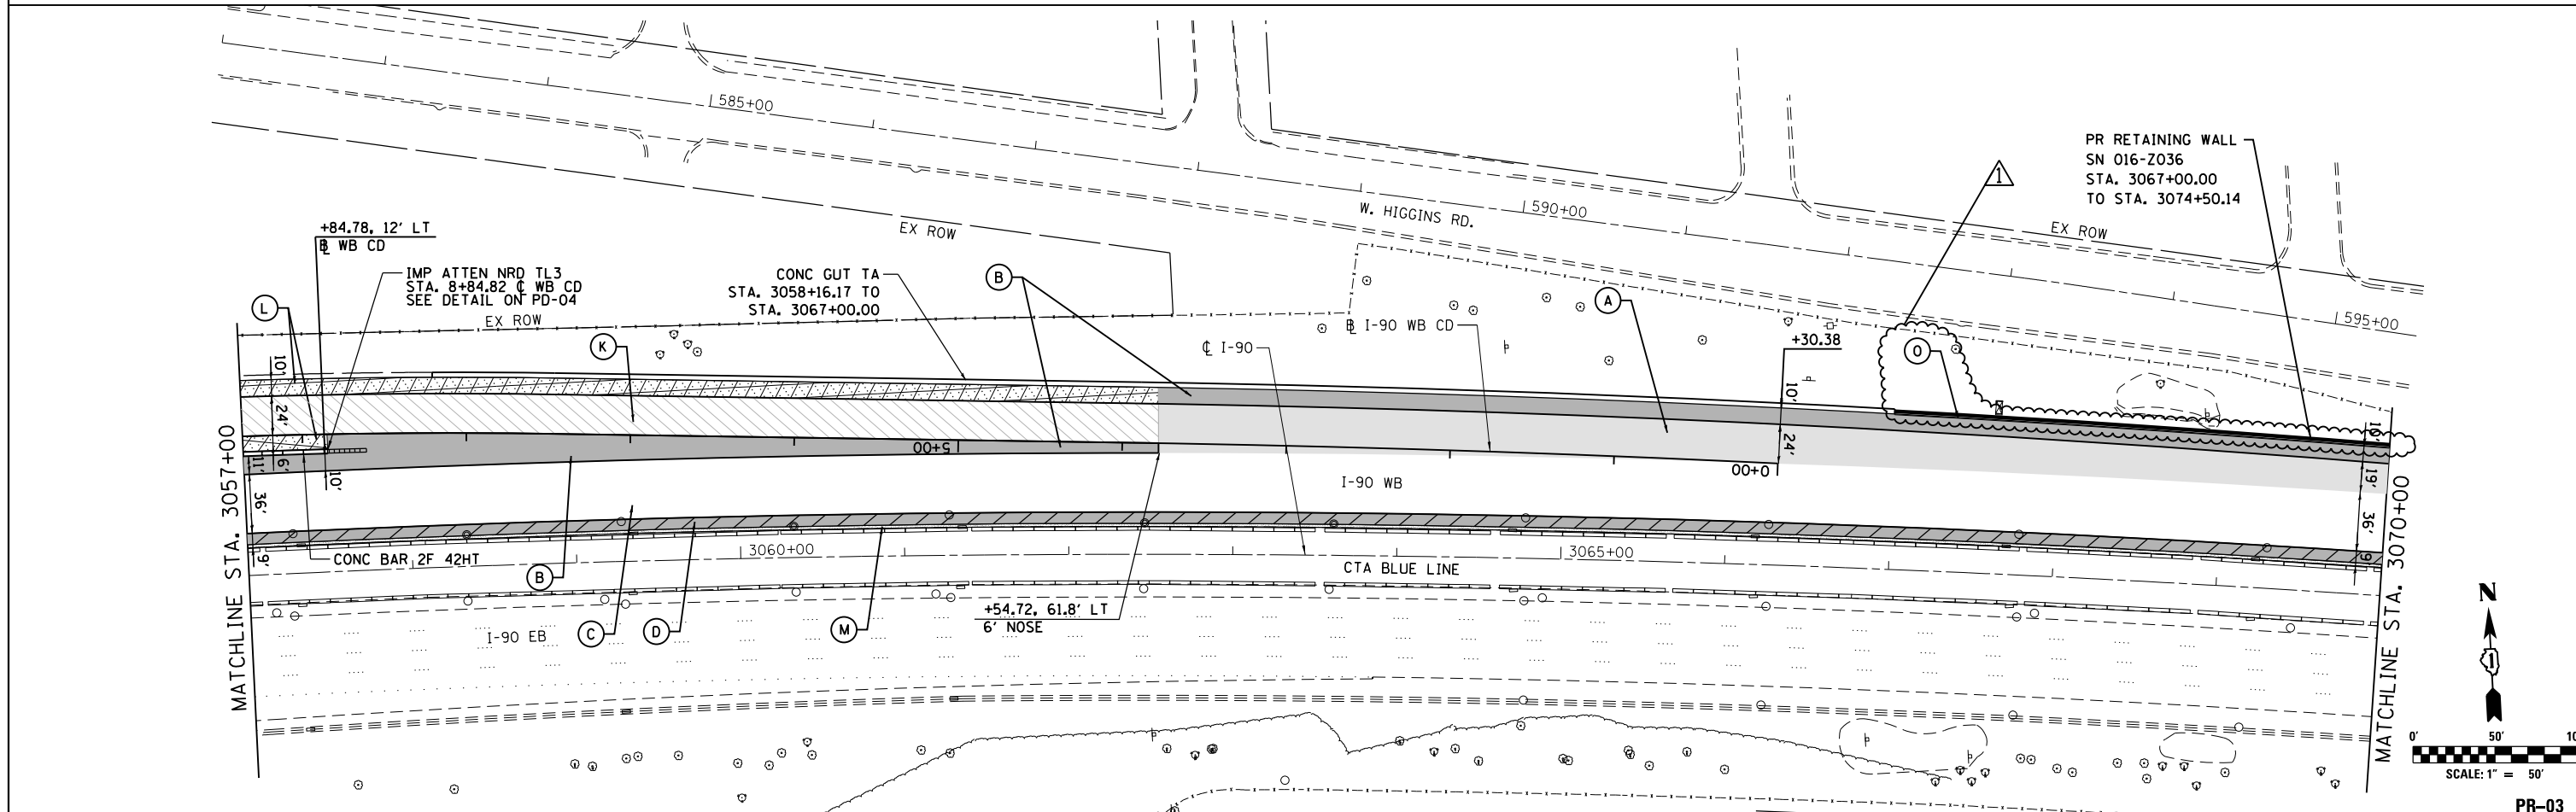 585+00
W. HIGGINS RD.
590+00
595+00
EX ROW
EX ROW
EX ROW
1
PR RETAINING WALL
SN 016-Z036
STA. 3067+00.00
TO STA. 3074+50.14
+84.78, 12' LT
℄ WB CD
IMP ATTEN NRD TL3
STA. 8+84.82 ℄ WB CD
SEE DETAIL ON PD-04
CONC GUT TA
STA. 3058+16.17 TO
STA. 3067+00.00
B
A
L
K
O
℄ I-90
B I-90 WB CD
+30.38
10'
24'
10'
24'
6'
11'
10'
36'
9'
10'
19'
36'
9'
5+00
0+00
I-90 WB
MATCHLINE STA. 3057+00
MATCHLINE STA. 3070+00
CONC BAR 2F 42HT
3060+00
3065+00
CTA BLUE LINE
+54.72, 61.8' LT
6' NOSE
I-90 EB
B
C
D
M
N
1
0'
50'
SCALE: 1" = 50'
PR-03